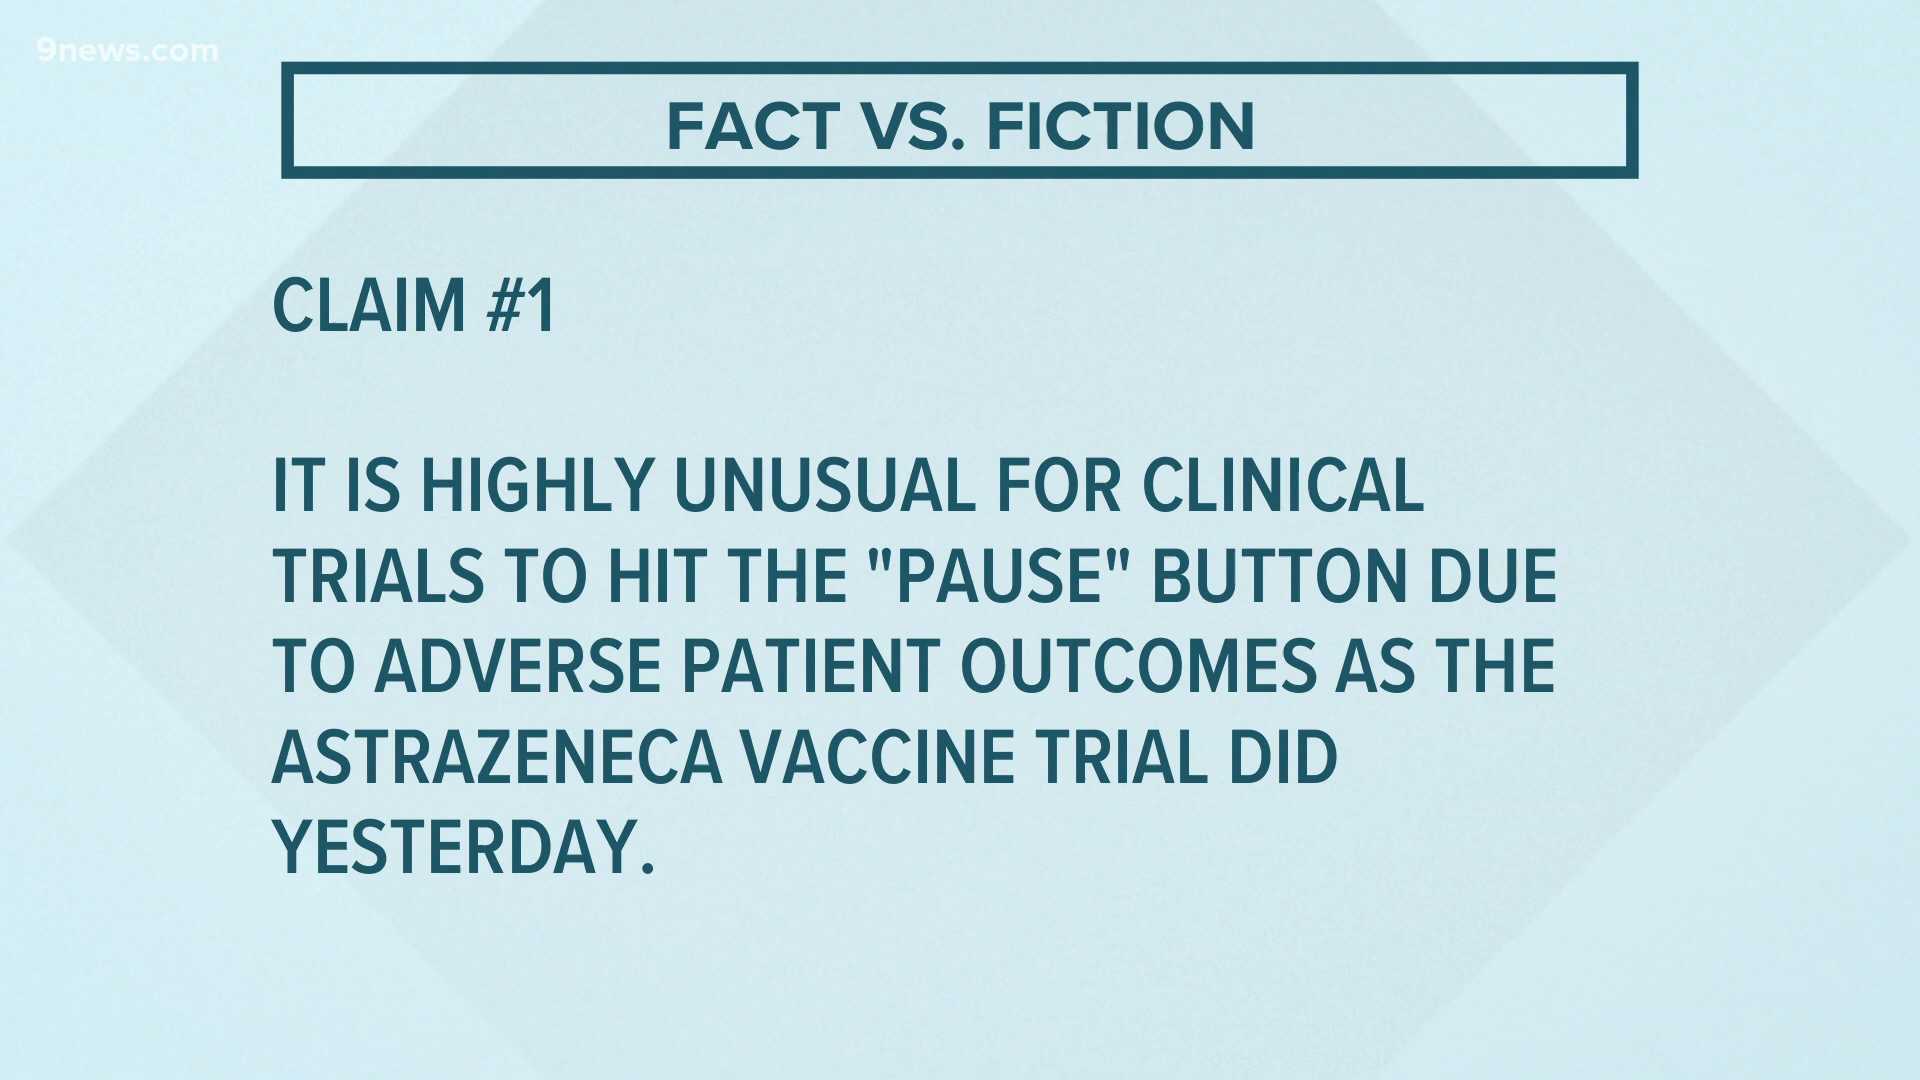 9news.com
FACT VS. FICTION
CLAIM #1
IT IS HIGHLY UNUSUAL FOR CLINICAL
TRIALS TO HIT THE "PAUSE" BUTTON DUE
TO ADVERSE PATIENT OUTCOMES AS THE
ASTRAZENECA VACCINE TRIAL DID
YESTERDAY.